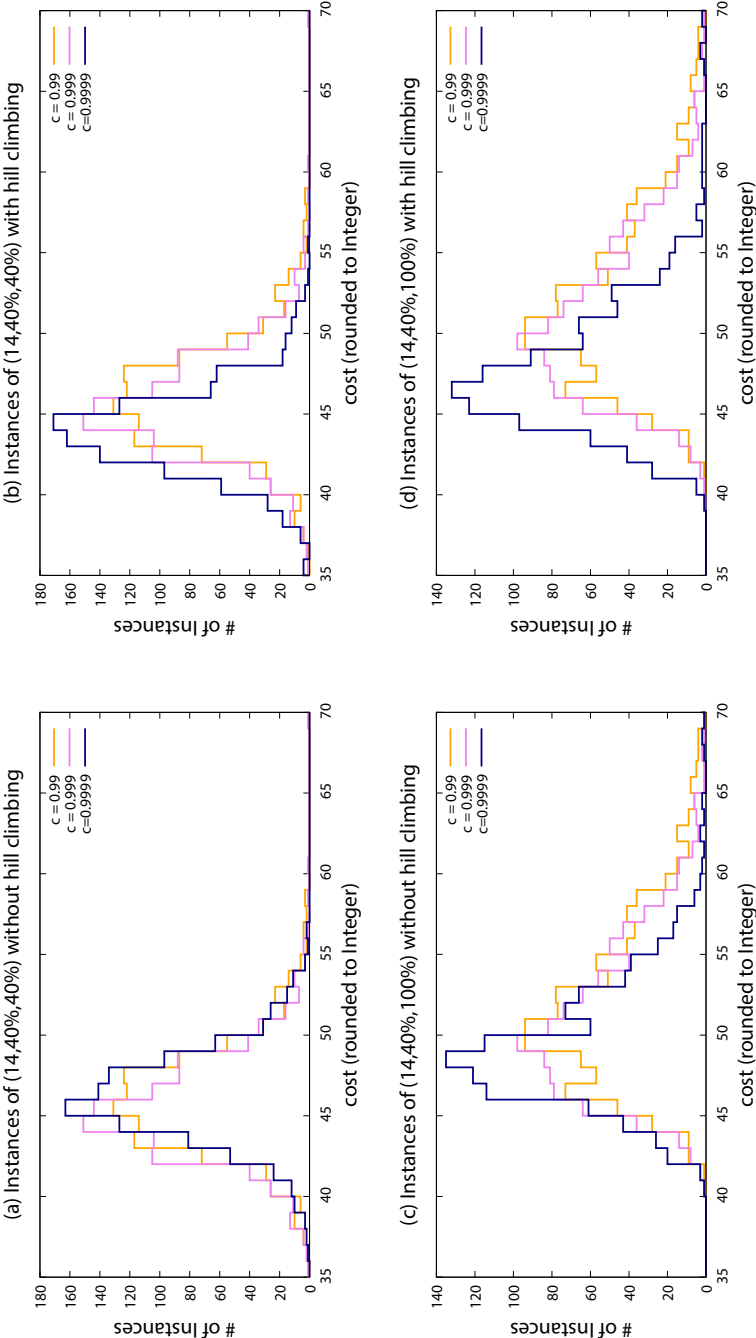 (a) Instances of (14,40%,40%) without hill climbing
180
160
140
120
100
80
60
40
20
0
# of Instances
35
40
45
50
55
60
65
70
cost (rounded to Integer)
c = 0.99
c = 0.999
c=0.9999
(b) Instances of (14,40%,40%) with hill climbing
180
160
140
120
100
80
60
40
20
0
# of Instances
35
40
45
50
55
60
65
70
cost (rounded to Integer)
c = 0.99
c = 0.999
c=0.9999
(c) Instances of (14,40%,100%) without hill climbing
140
120
100
80
60
40
20
0
# of Instances
35
40
45
50
55
60
65
70
cost (rounded to Integer)
c = 0.99
c = 0.999
c=0.9999
(d) Instances of (14,40%,100%) with hill climbing
140
120
100
80
60
40
20
0
# of Instances
35
40
45
50
55
60
65
70
cost (rounded to Integer)
c = 0.99
c = 0.999
c=0.9999